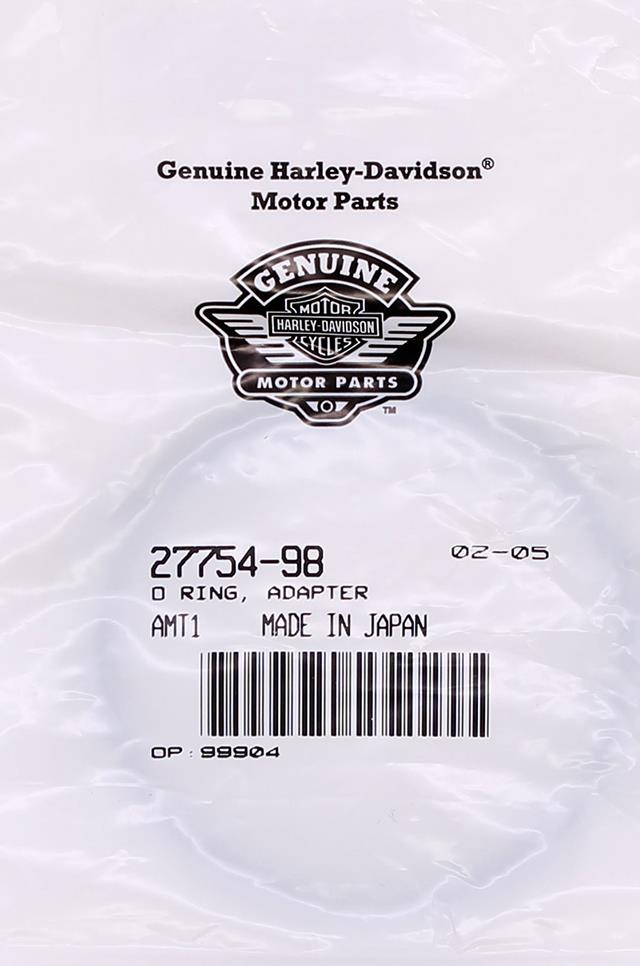 Genuine Harley-Davidson®
Motor Parts
GENUINE
MOTOR
HARLEY-DAVIDSON
CYCLES
MOTOR PARTS
TM
27754-98 02-05
O RING, ADAPTER
AMT1 MADE IN JAPAN
OP: 99904